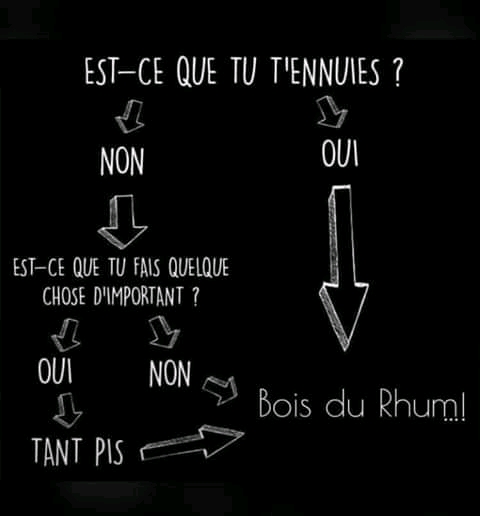 EST-CE QUE TU T'ENNUIES ?
NON
OUI
EST-CE QUE TU FAIS QUELQUE
CHOSE D'IMPORTANT ?
OUI
NON
Bois du Rhum...!
TANT PIS